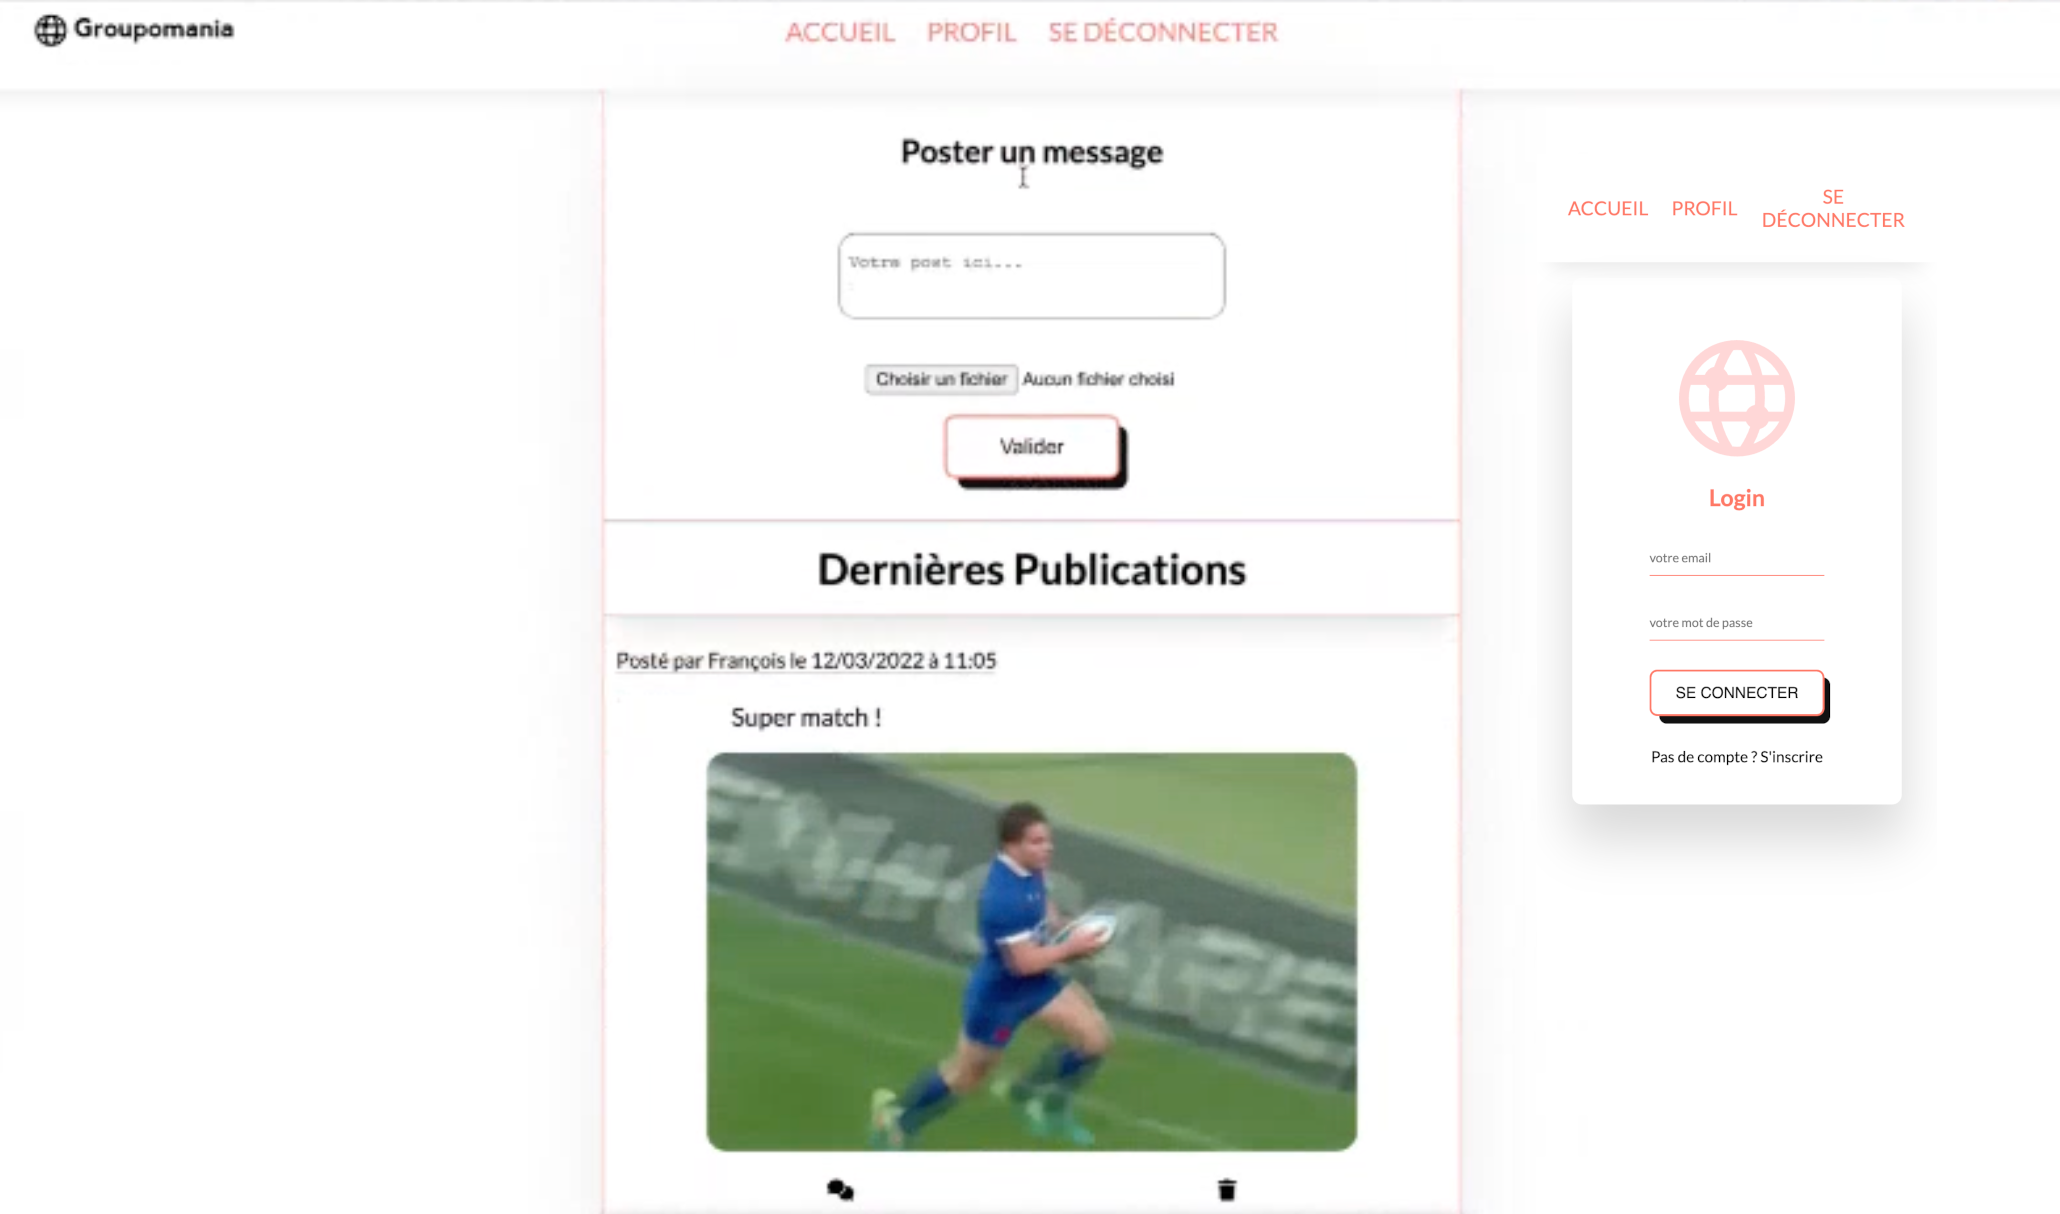 Groupomania
ACCUEIL PROFIL SE DÉCONNECTER
Poster un message
Votre post ici...
Choisir un fichier Aucun fichier choisi
Valider
Dernières Publications
Posté par François le 12/03/2022 à 11:05
Super match !
ACCUEIL PROFIL SE DÉCONNECTER
Login
votre email
votre mot de passe
SE CONNECTER
Pas de compte ? S'inscrire